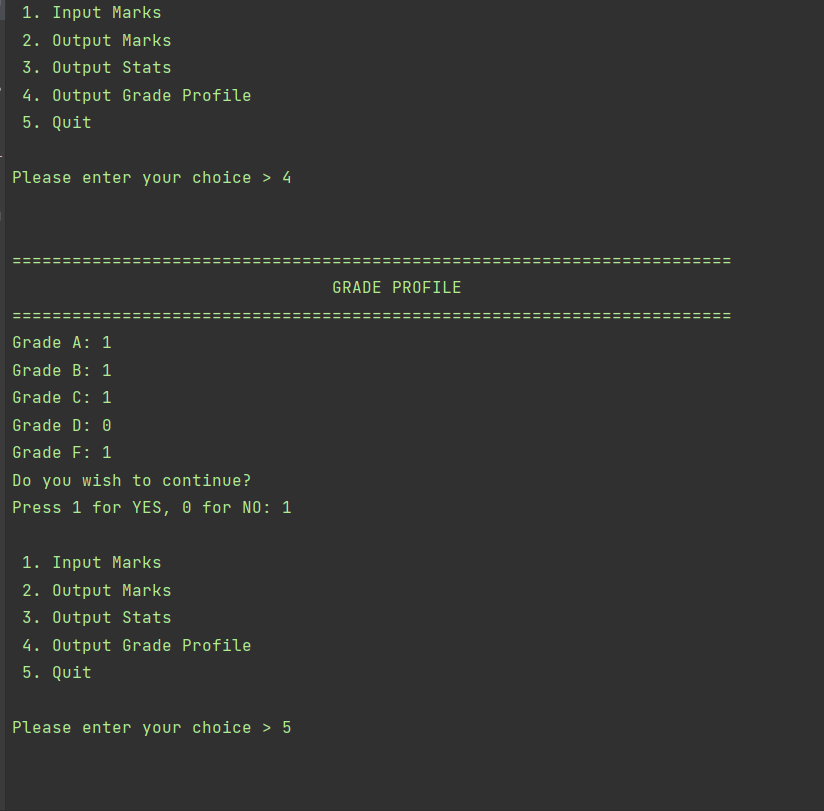 1. Input Marks
2. Output Marks
3. Output Stats
4. Output Grade Profile
5. Quit
Please enter your choice > 4
========================================================================
GRADE PROFILE
========================================================================
Grade A: 1
Grade B: 1
Grade C: 1
Grade D: 0
Grade F: 1
Do you wish to continue?
Press 1 for YES, 0 for NO: 1
1. Input Marks
2. Output Marks
3. Output Stats
4. Output Grade Profile
5. Quit
Please enter your choice > 5